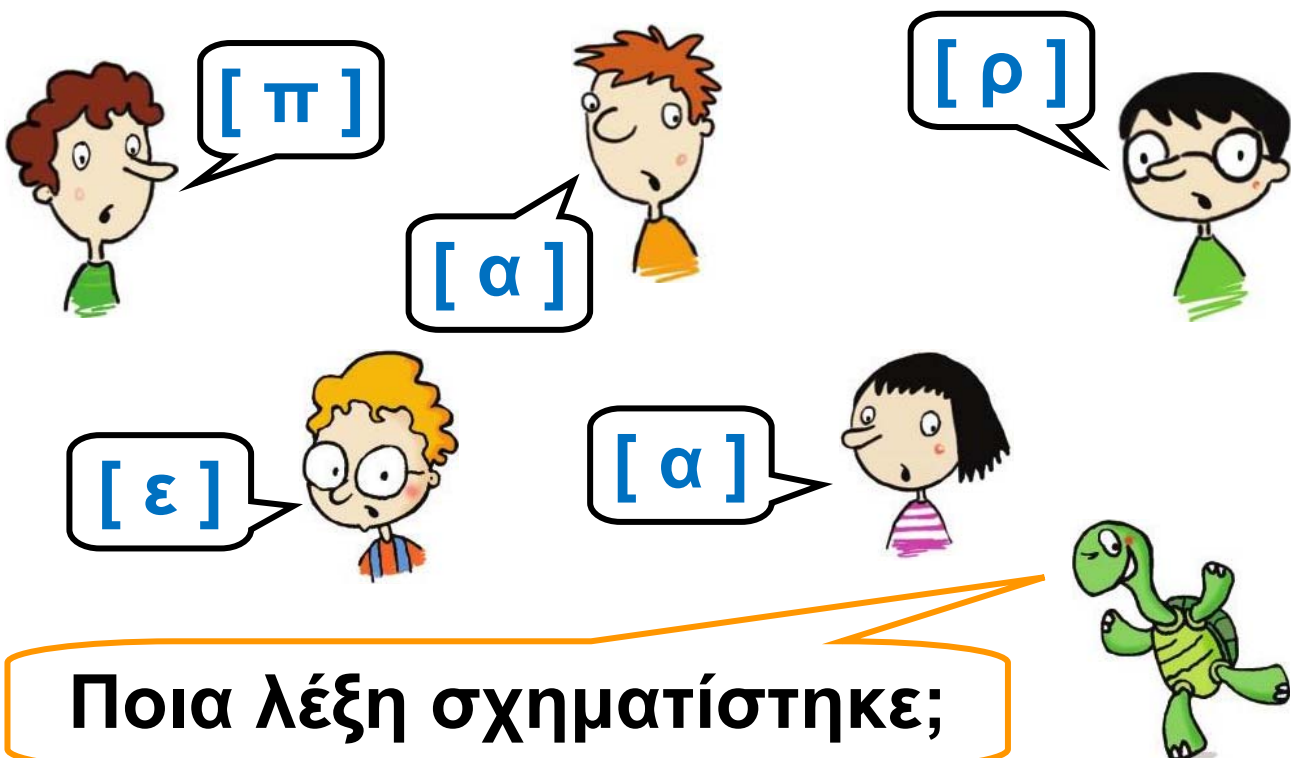 [ π ]
[ α ]
[ ρ ]
[ ε ]
[ α ]
Ποια λέξη σχηματίστηκε;